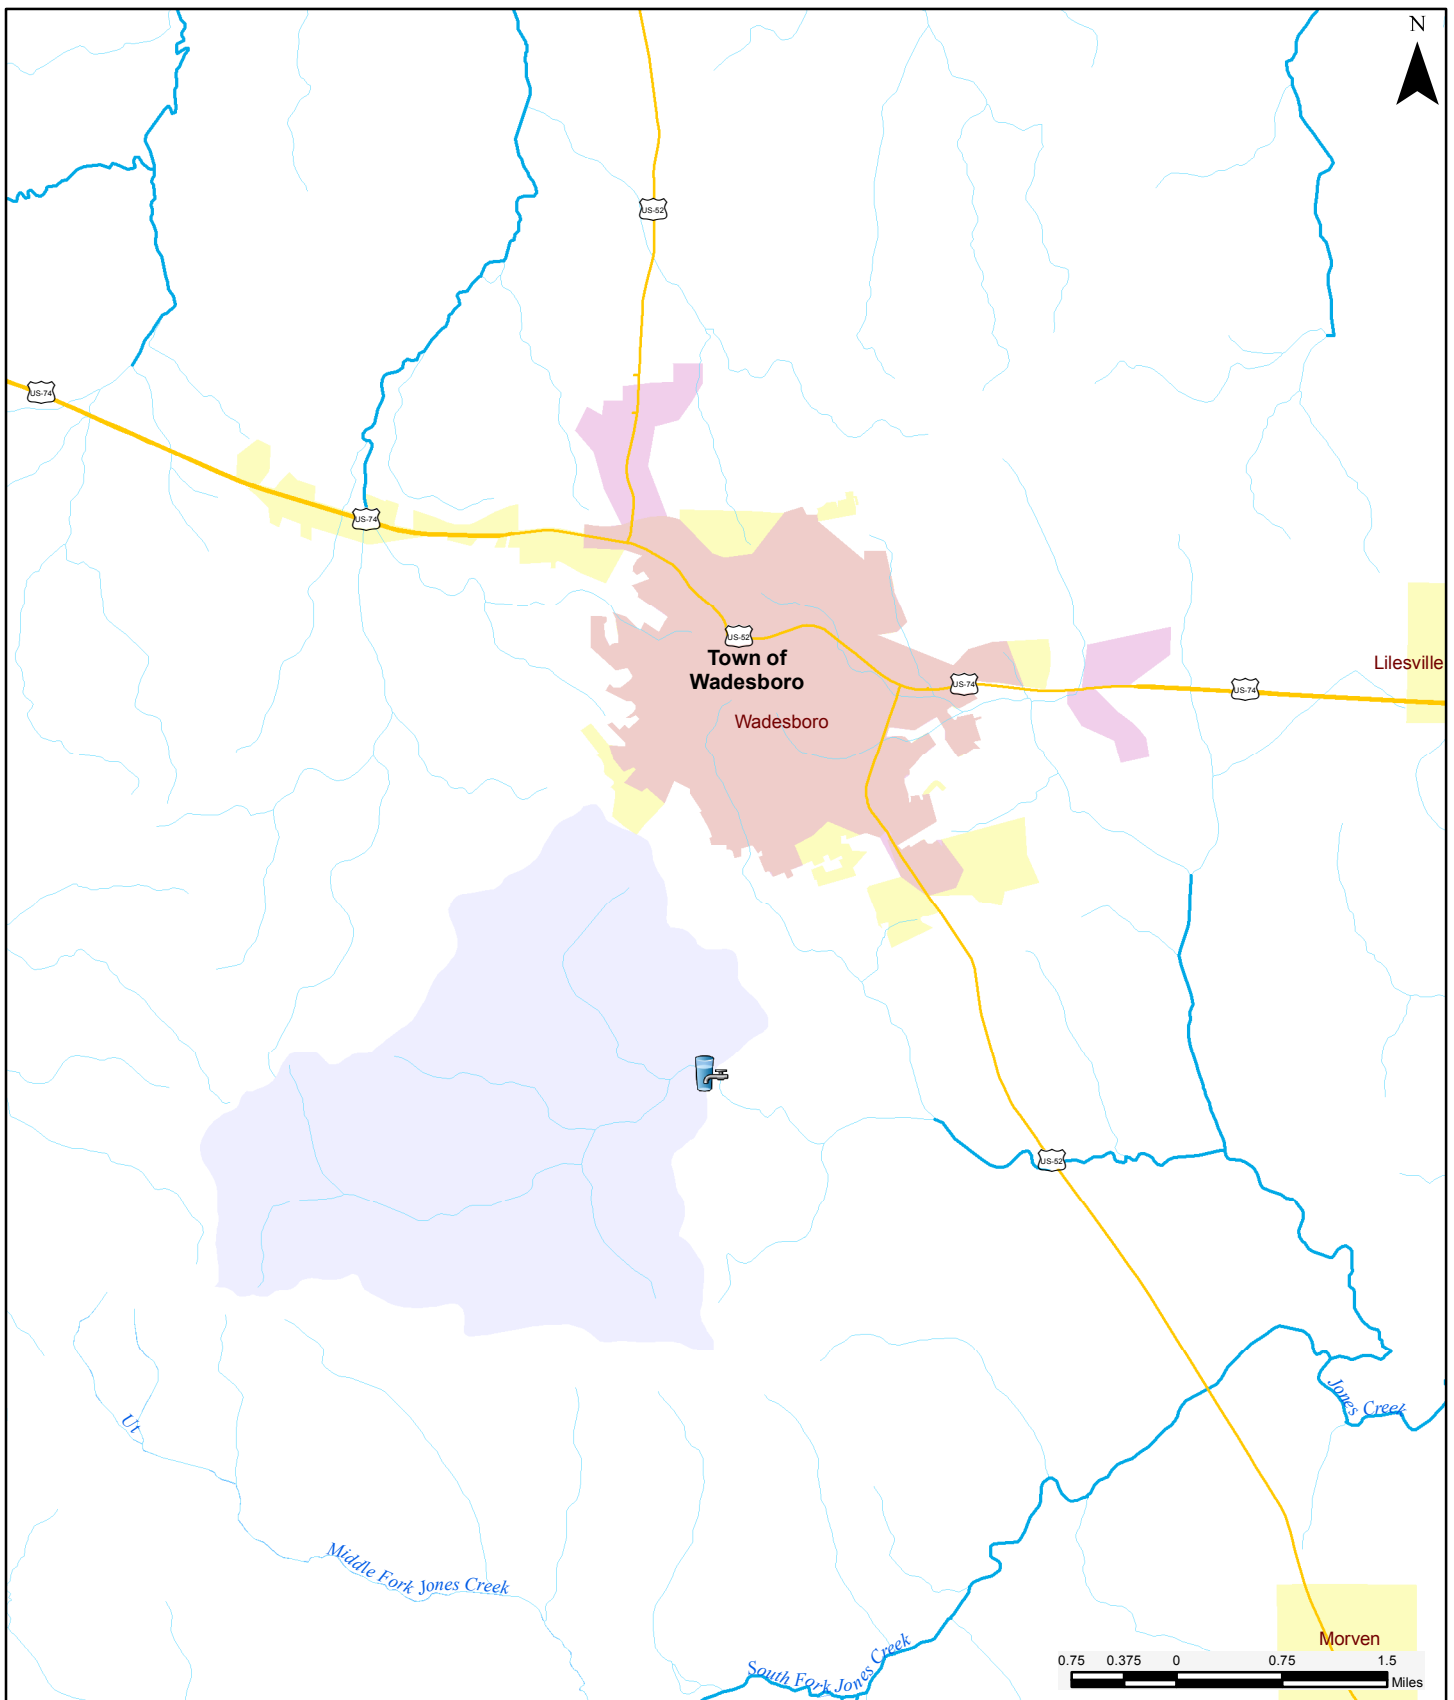 N
US-52
US-74
US-74
US-52
Town of
Wadesboro
Lilesville
US-74
US-74
Wadesboro
US-52
Jones Creek
Ut
Middle Fork Jones Creek
South Fork Jones Creek
Morven
0.75 0.375 0 0.75 1.5
Miles